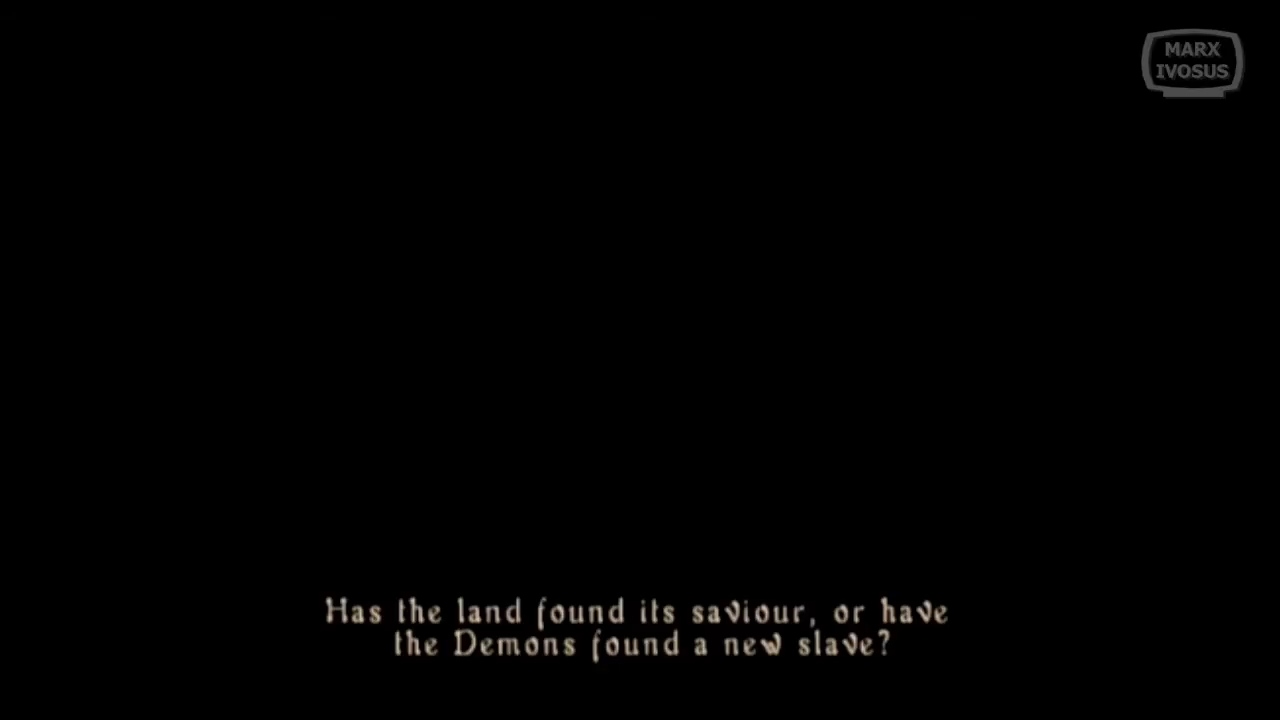 MARX
IVOSUS
Has the land found its saviour, or have
the Demons found a new slave?